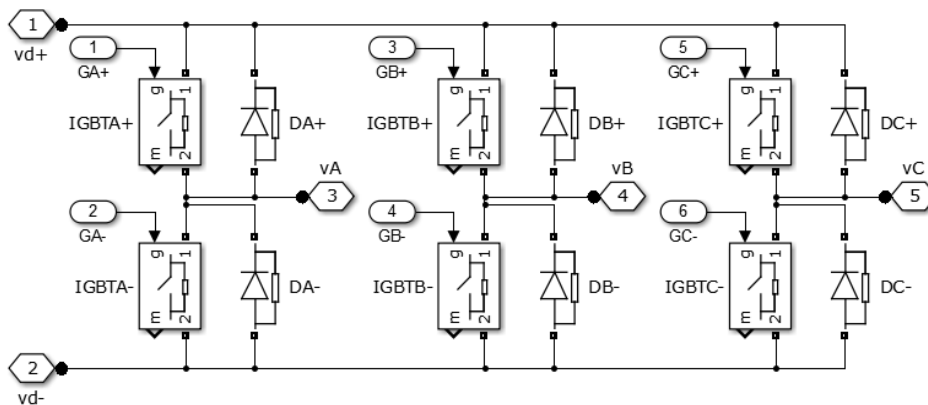 1
vd+
1
GA+
3
GB+
5
GC+
g 1
IGBTA+
m 2
DA+
g 1
IGBTB+
m 2
DB+
g 1
IGBTC+
m 2
DC+
vA
3
vB
4
vC
5
2
GA-
4
GB-
6
GC-
g 1
IGBTA-
m 2
DA-
g 1
IGBTB-
m 2
DB-
g 1
IGBTC-
m 2
DC-
2
vd-